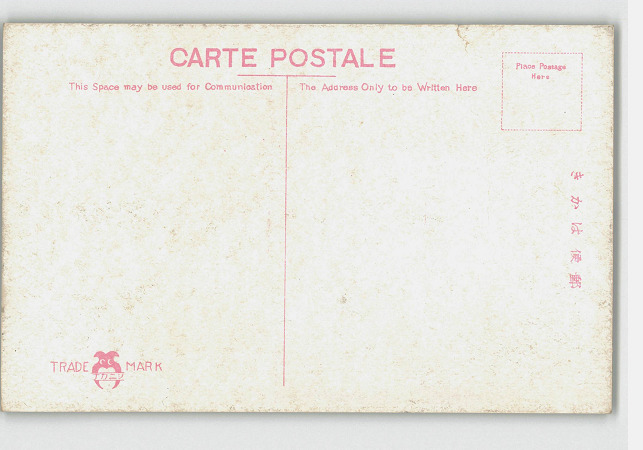 CARTE POSTALE
This Space may be used for Communication
The Address Only to be Written Here
Place Postage
Here
きかは便郵
TRADE MARK